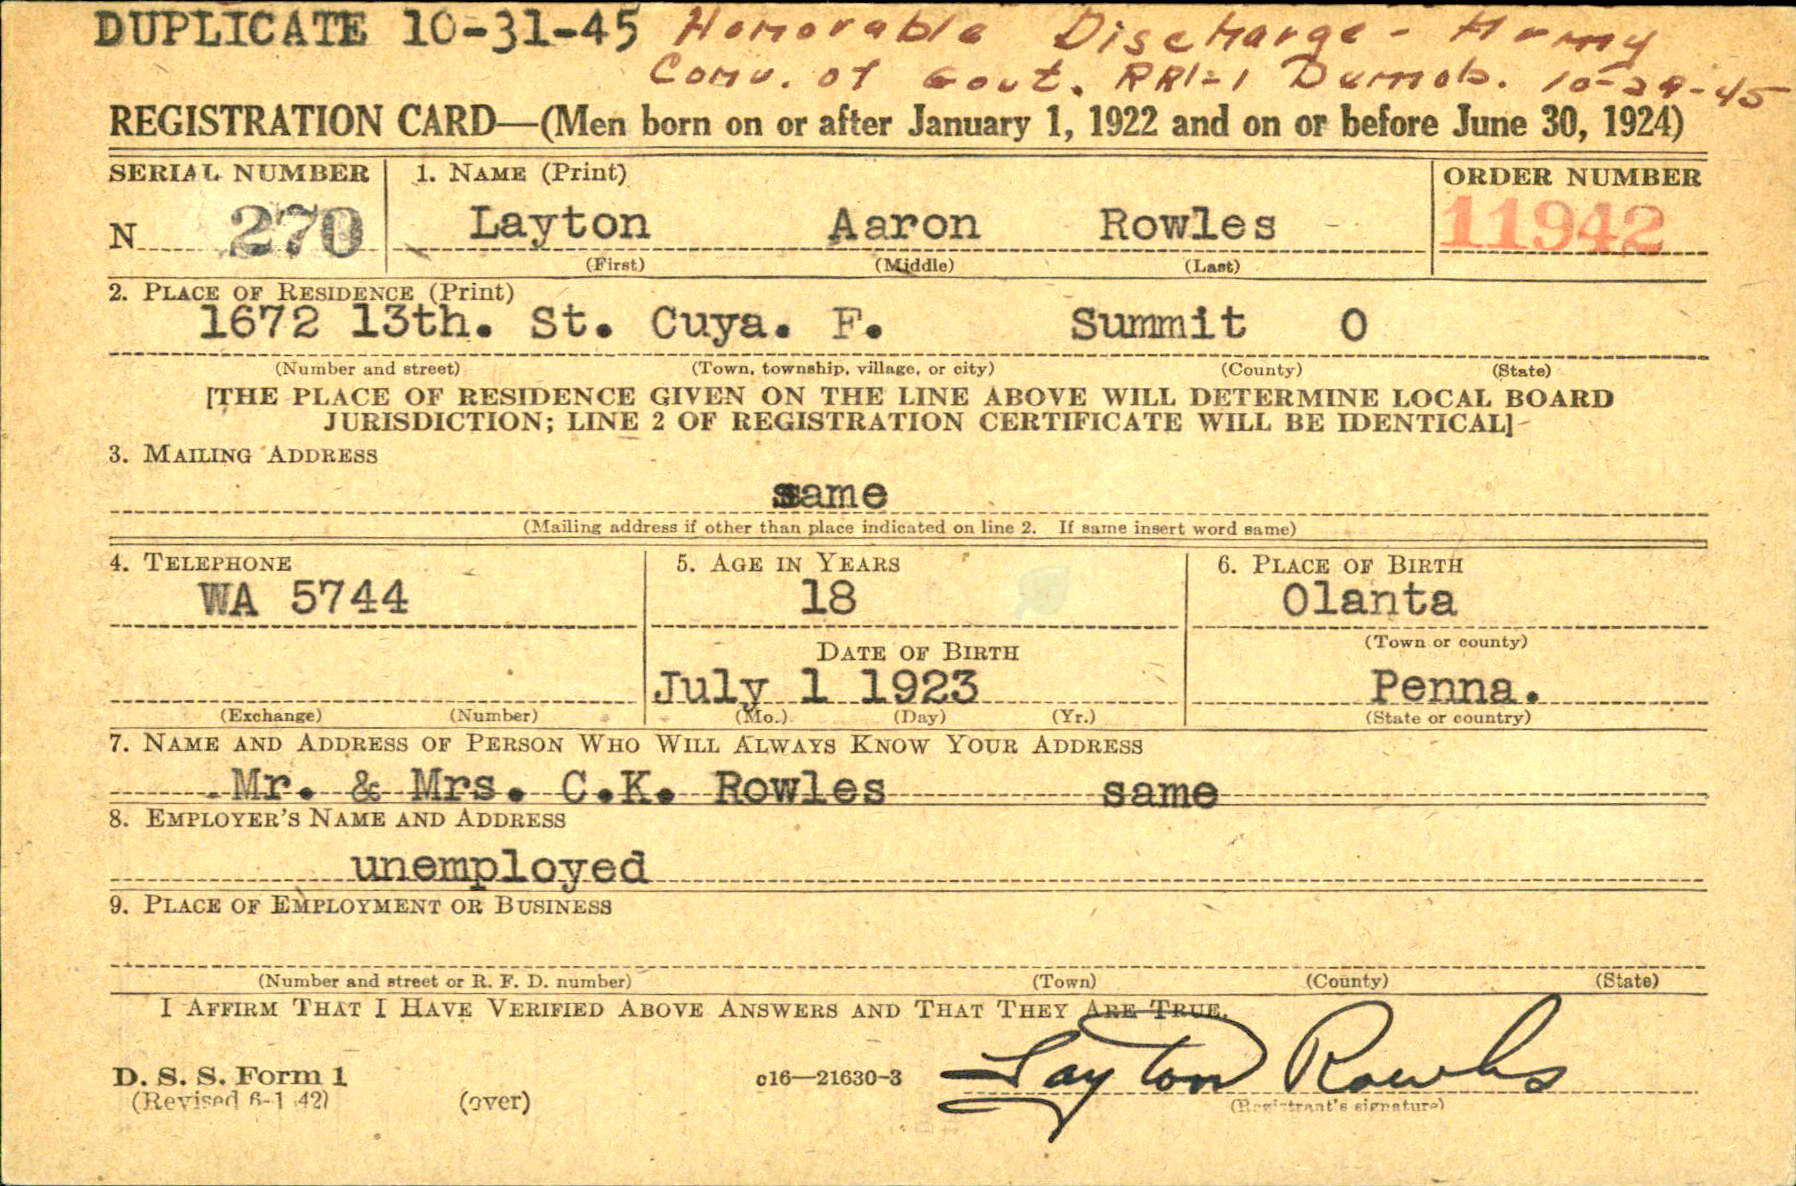 DUPLICATE 10-31-45 Honorable Discharge - Army
Conv. of Govt. RR1-1 Demob. 10-29-45
REGISTRATION CARD—(Men born on or after January 1, 1922 and on or before June 30, 1924)
SERIAL NUMBER 1. NAME (Print) ORDER NUMBER
N 270 Layton Aaron Rowles 11942
(First) (Middle) (Last)
2. PLACE OF RESIDENCE (Print)
1672 13th. St. Cuya. F. Summit O
(Number and street) (Town, township, village, or city) (County) (State)
[THE PLACE OF RESIDENCE GIVEN ON THE LINE ABOVE WILL DETERMINE LOCAL BOARD
JURISDICTION; LINE 2 OF REGISTRATION CERTIFICATE WILL BE IDENTICAL]
3. MAILING ADDRESS
same
(Mailing address if other than place indicated on line 2. If same insert word same)
4. TELEPHONE 5. AGE IN YEARS 6. PLACE OF BIRTH
WA 5744 18 Olanta
DATE OF BIRTH (Town or county)
July 1 1923 Penna.
(Exchange) (Number) (Mo.) (Day) (Yr.) (State or country)
7. NAME AND ADDRESS OF PERSON WHO WILL ALWAYS KNOW YOUR ADDRESS
Mr. & Mrs. C.K. Rowles same
8. EMPLOYER'S NAME AND ADDRESS
unemployed
9. PLACE OF EMPLOYMENT OR BUSINESS
(Number and street or R. F. D. number) (Town) (County) (State)
I AFFIRM THAT I HAVE VERIFIED ABOVE ANSWERS AND THAT THEY ARE TRUE.
D. S. S. Form 1 c16—21630-3 Layton Rowles
(Revised 6-1-42) (over) (Registrant's signature)